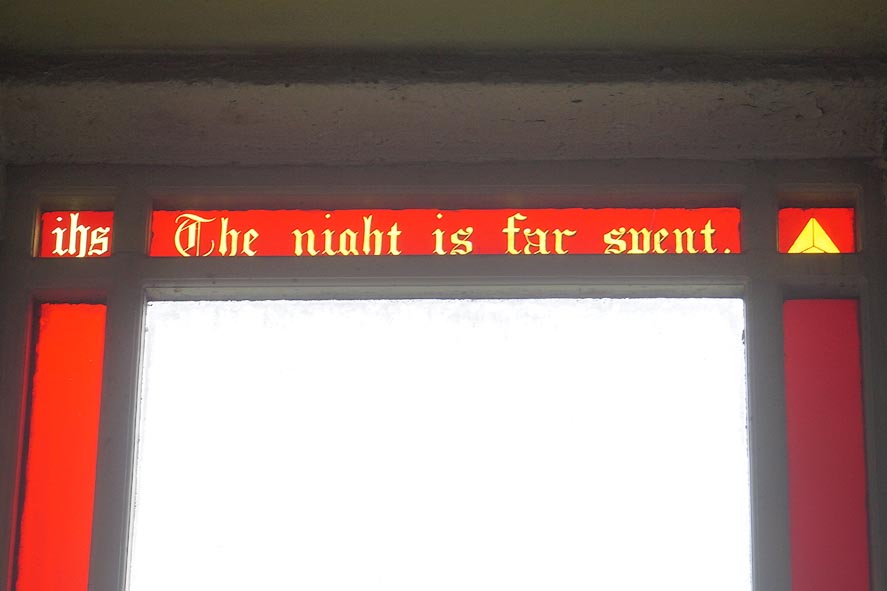 ihs The night is far spent.